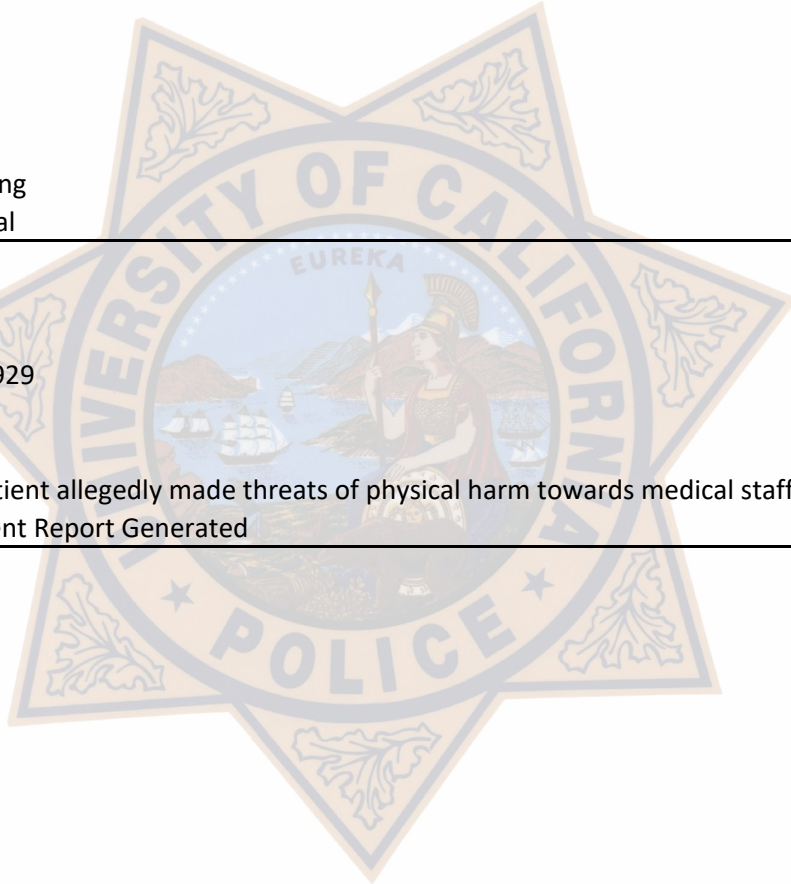 ng
al
929
tient allegedly made threats of physical harm towards medical staff
ent Report Generated
UNIVERSITY OF CALIFORNIA
EUREKA
POLICE